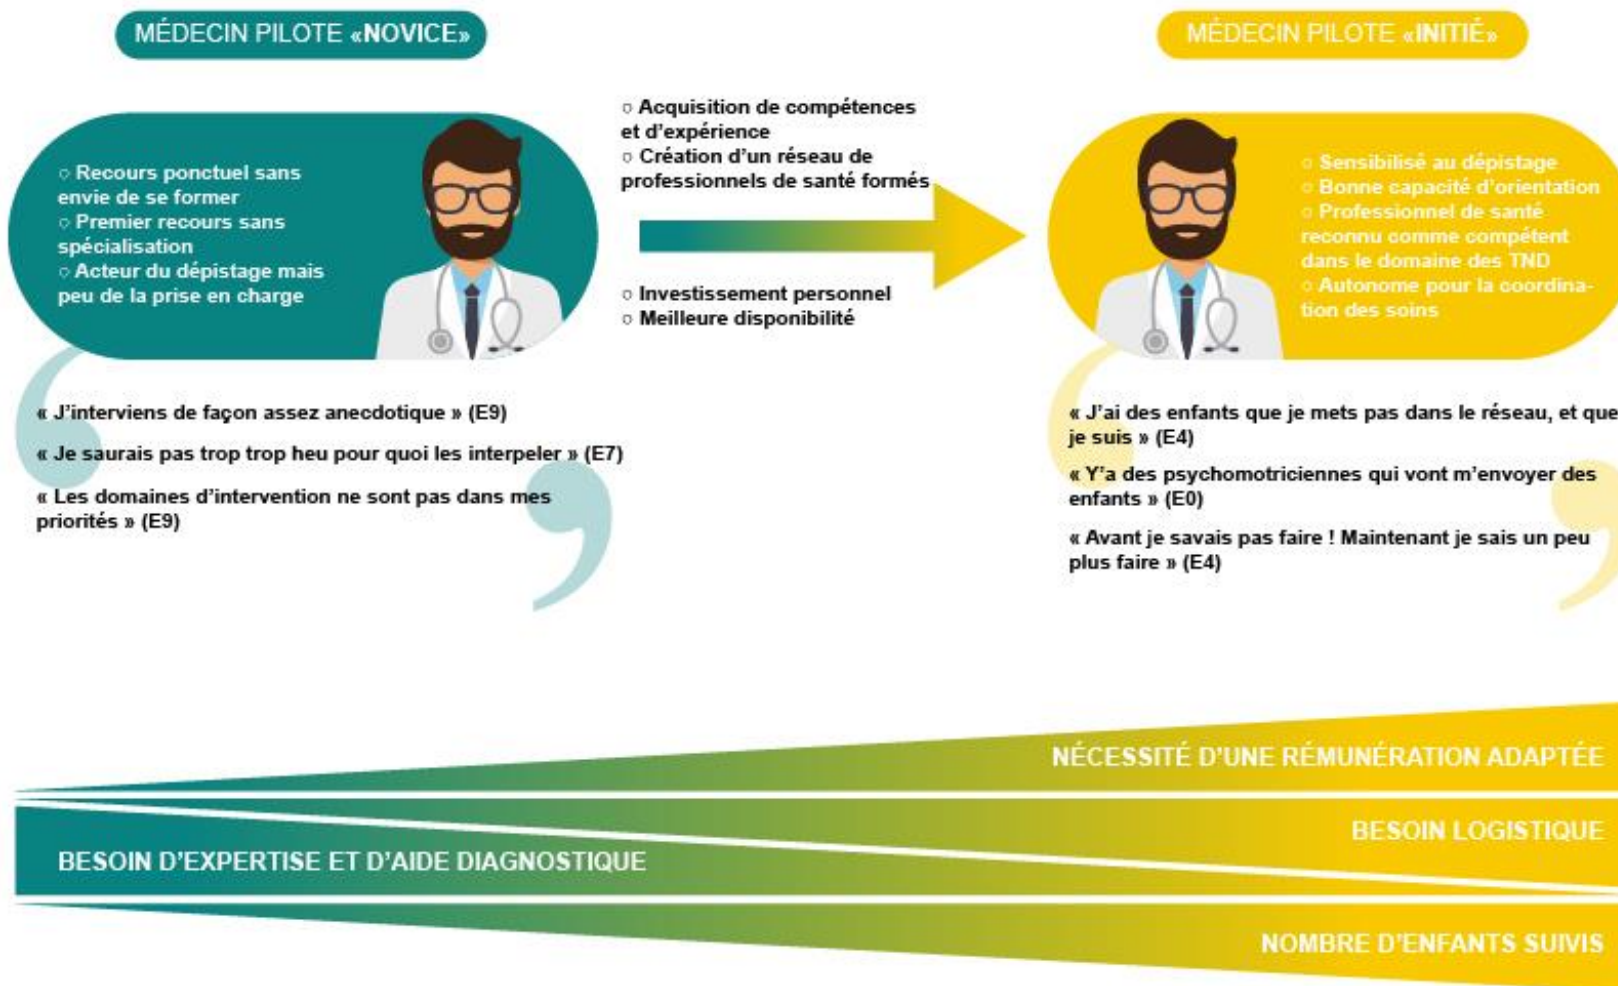 MÉDECIN PILOTE «NOVICE»
MÉDECIN PILOTE «INITIÉ»
○ Recours ponctuel sans
envie de se former
○ Premier recours sans
spécialisation
○ Acteur du dépistage mais
peu de la prise en charge
○ Acquisition de compétences
et d'expérience
○ Création d'un réseau de
professionnels de santé formés
○ Investissement personnel
○ Meilleure disponibilité
○ Sensibilisé au dépistage
○ Bonne capacité d'orientation
○ Professionnel de santé
reconnu comme compétent
dans le domaine des TND
○ Autonome pour la coordina-
tion des soins
« J'interviens de façon assez anecdotique » (E9)
« Je saurais pas trop trop heu pour quoi les interpeler » (E7)
« Les domaines d'intervention ne sont pas dans mes
priorités » (E9)
« J'ai des enfants que je mets pas dans le réseau, et que
je suis » (E4)
« Y'a des psychomotriciennes qui vont m'envoyer des
enfants » (E0)
« Avant je savais pas faire ! Maintenant je sais un peu
plus faire » (E4)
NÉCESSITÉ D'UNE RÉMUNÉRATION ADAPTÉE
BESOIN LOGISTIQUE
BESOIN D'EXPERTISE ET D'AIDE DIAGNOSTIQUE
NOMBRE D'ENFANTS SUIVIS